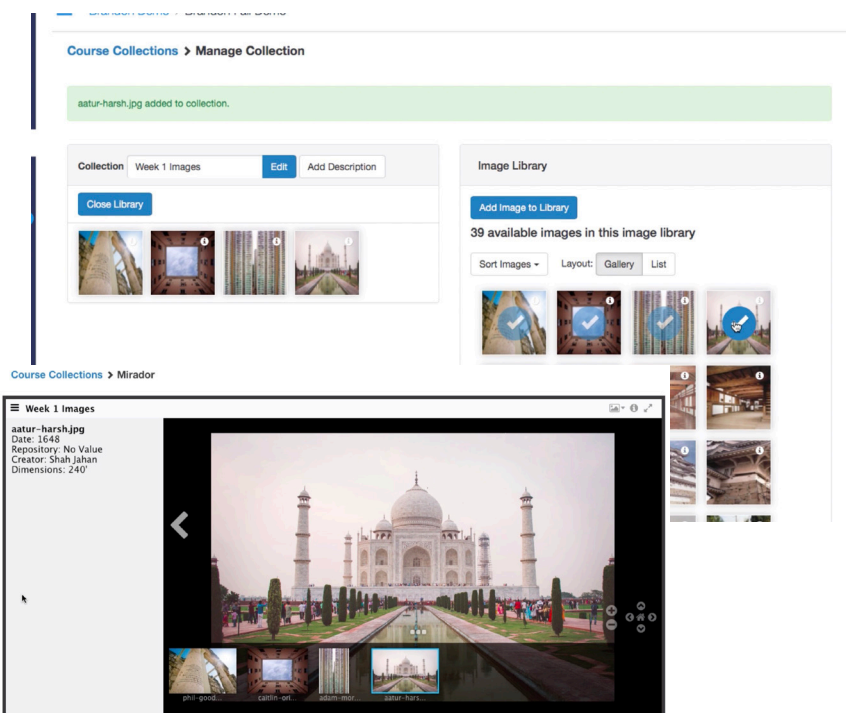 Course Collections > Manage Collection
aatur-harsh.jpg added to collection.
Collection Week 1 Images Edit Add Description
Close Library
Image Library
Add Image to Library
39 available images in this image library
Sort Images Layout: Gallery List
Course Collections > Mirador
Week 1 Images
aatur-harsh.jpg
Date: 1648
Repository: No Value
Creator: Shah Jahan
Dimensions: 240'
phil-good... caitlin-ori... adam-mor... aatur-hars...